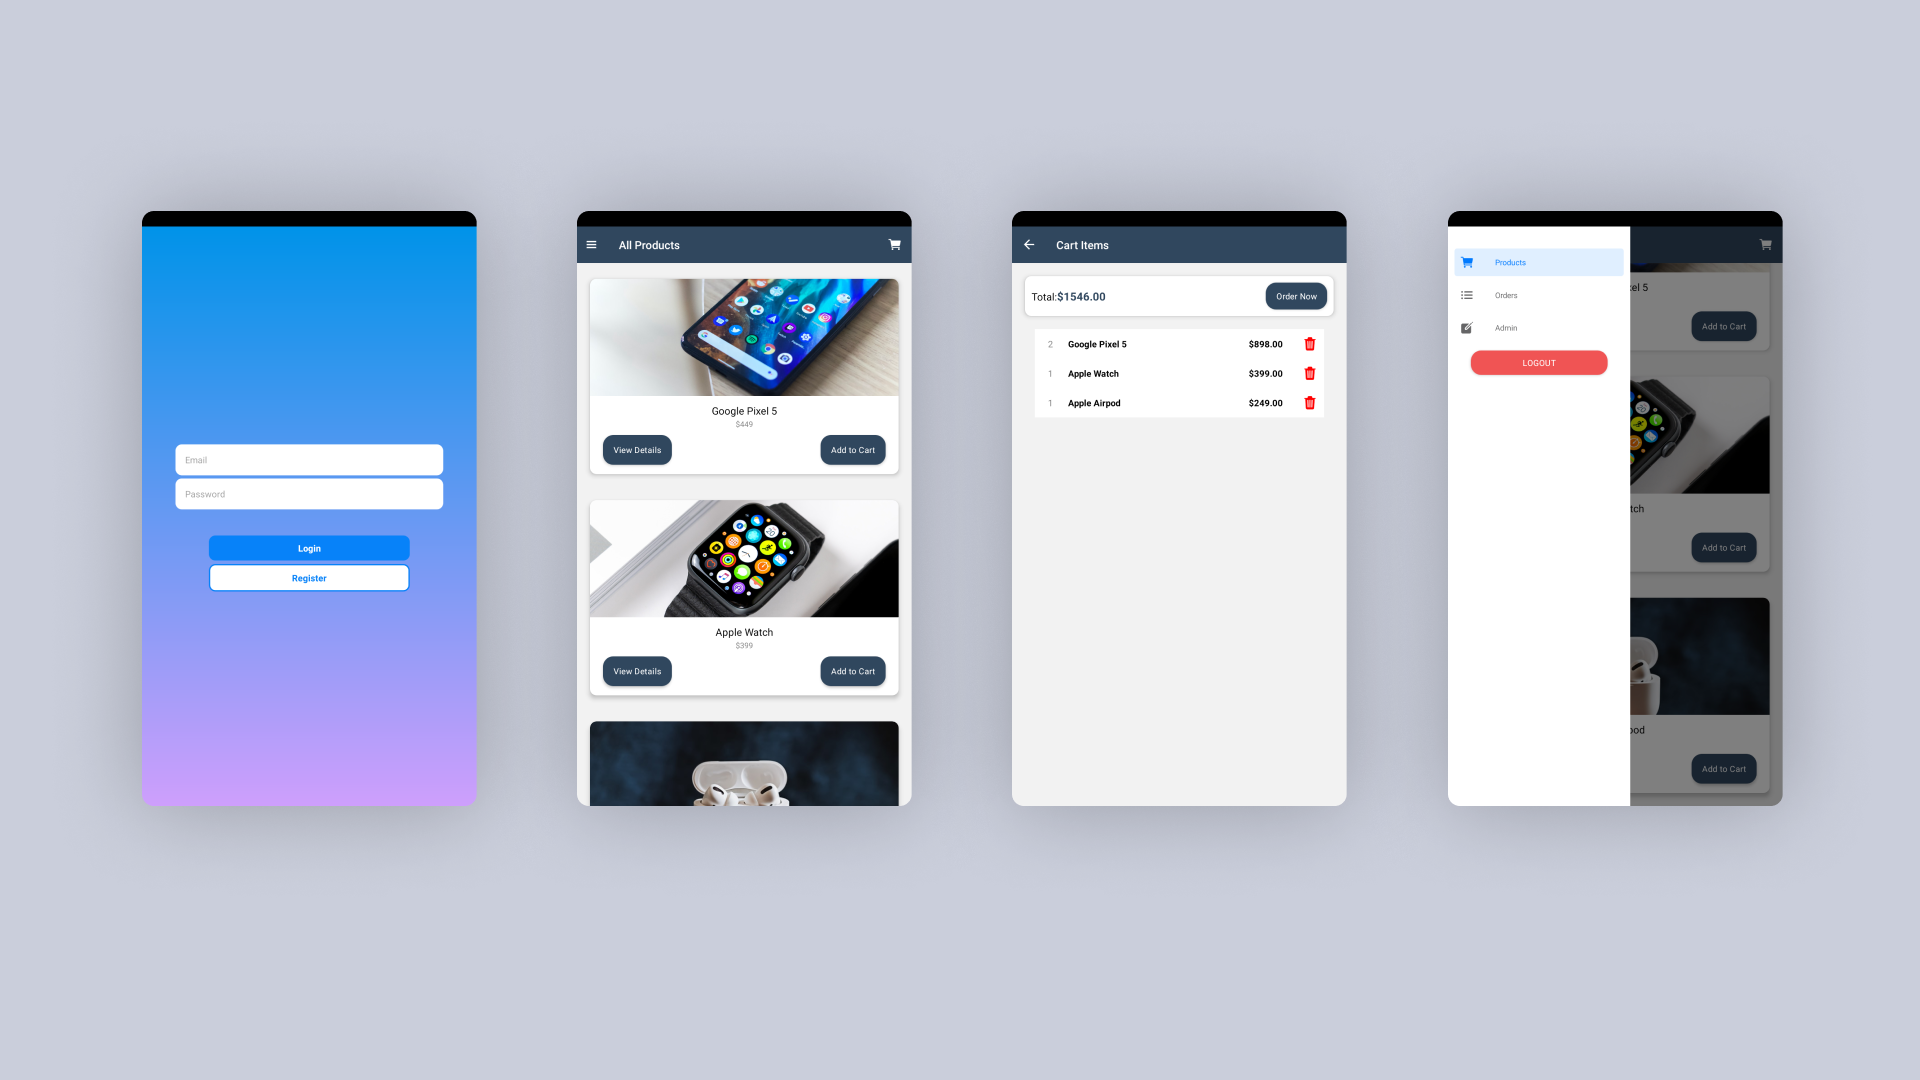 Email
Password
Login
Register
All Products
Google Pixel 5
$449
View Details
Add to Cart
Apple Watch
$399
View Details
Add to Cart
Cart Items
Total:$1546.00
Order Now
2 Google Pixel 5 $898.00
1 Apple Watch $399.00
1 Apple Airpod $249.00
Products
Orders
Admin
LOGOUT
xel 5
Add to Cart
tch
Add to Cart
pod
Add to Cart